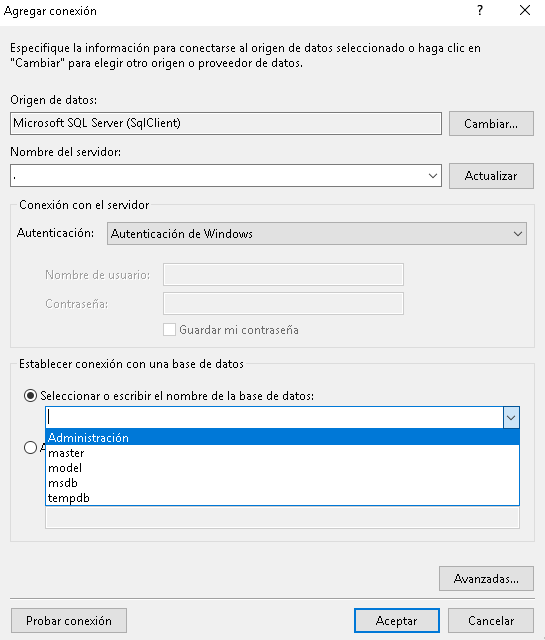 Agregar conexión
?
Especifique la información para conectarse al origen de datos seleccionado o haga clic en
"Cambiar" para elegir otro origen o proveedor de datos.
Origen de datos:
Microsoft SQL Server (SqlClient)
Cambiar...
Nombre del servidor:
.
Actualizar
Conexión con el servidor
Autenticación:
Autenticación de Windows
Nombre de usuario:
Contraseña:
Guardar mi contraseña
Establecer conexión con una base de datos
Seleccionar o escribir el nombre de la base de datos:
Administración
master
model
msdb
tempdb
Avanzadas...
Probar conexión
Aceptar
Cancelar